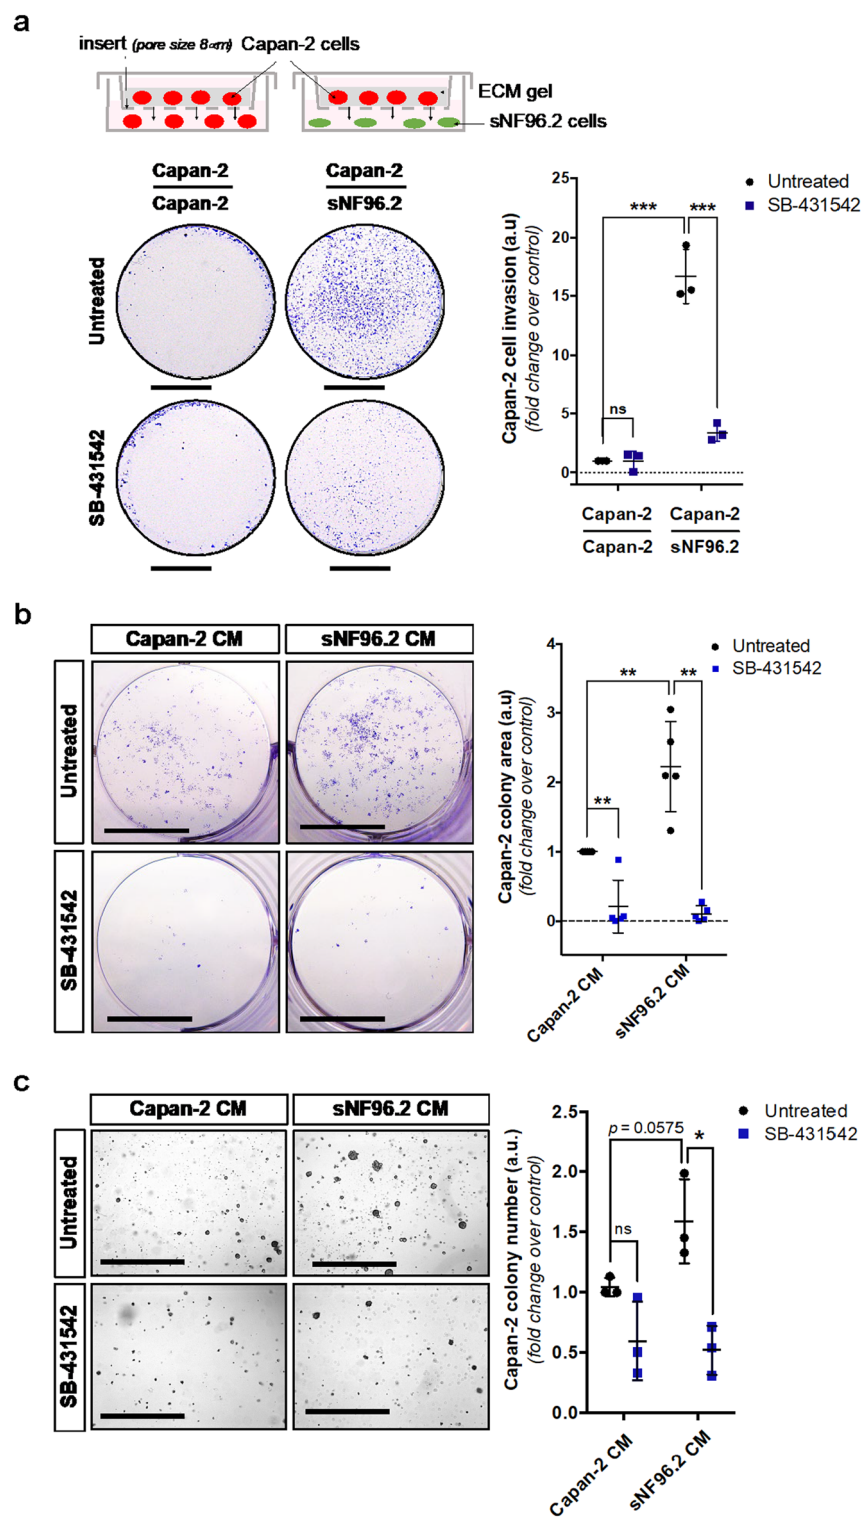 a
insert (pore size 8∝m) Capan-2 cells
ECM gel
sNF96.2 cells
Capan-2
Capan-2
Capan-2
sNF96.2
Untreated
SB-431542
Capan-2 cell invasion (a.u)
(fold change over control)
25
20
15
10
5
0
*** ***
ns
Untreated
SB-431542
Capan-2
Capan-2
Capan-2
sNF96.2
b
Capan-2 CM
sNF96.2 CM
Untreated
SB-431542
Capan-2 colony area (a.u)
(fold change over control)
4
3
2
1
0
** **
**
Untreated
SB-431542
Capan-2 CM
sNF96.2 CM
c
Capan-2 CM
sNF96.2 CM
Untreated
SB-431542
Capan-2 colony number (a.u.)
(fold change over control)
2.5
2.0
1.5
1.0
0.5
0.0
p = 0.0575
*
ns
Untreated
SB-431542
Capan-2 CM
sNF96.2 CM